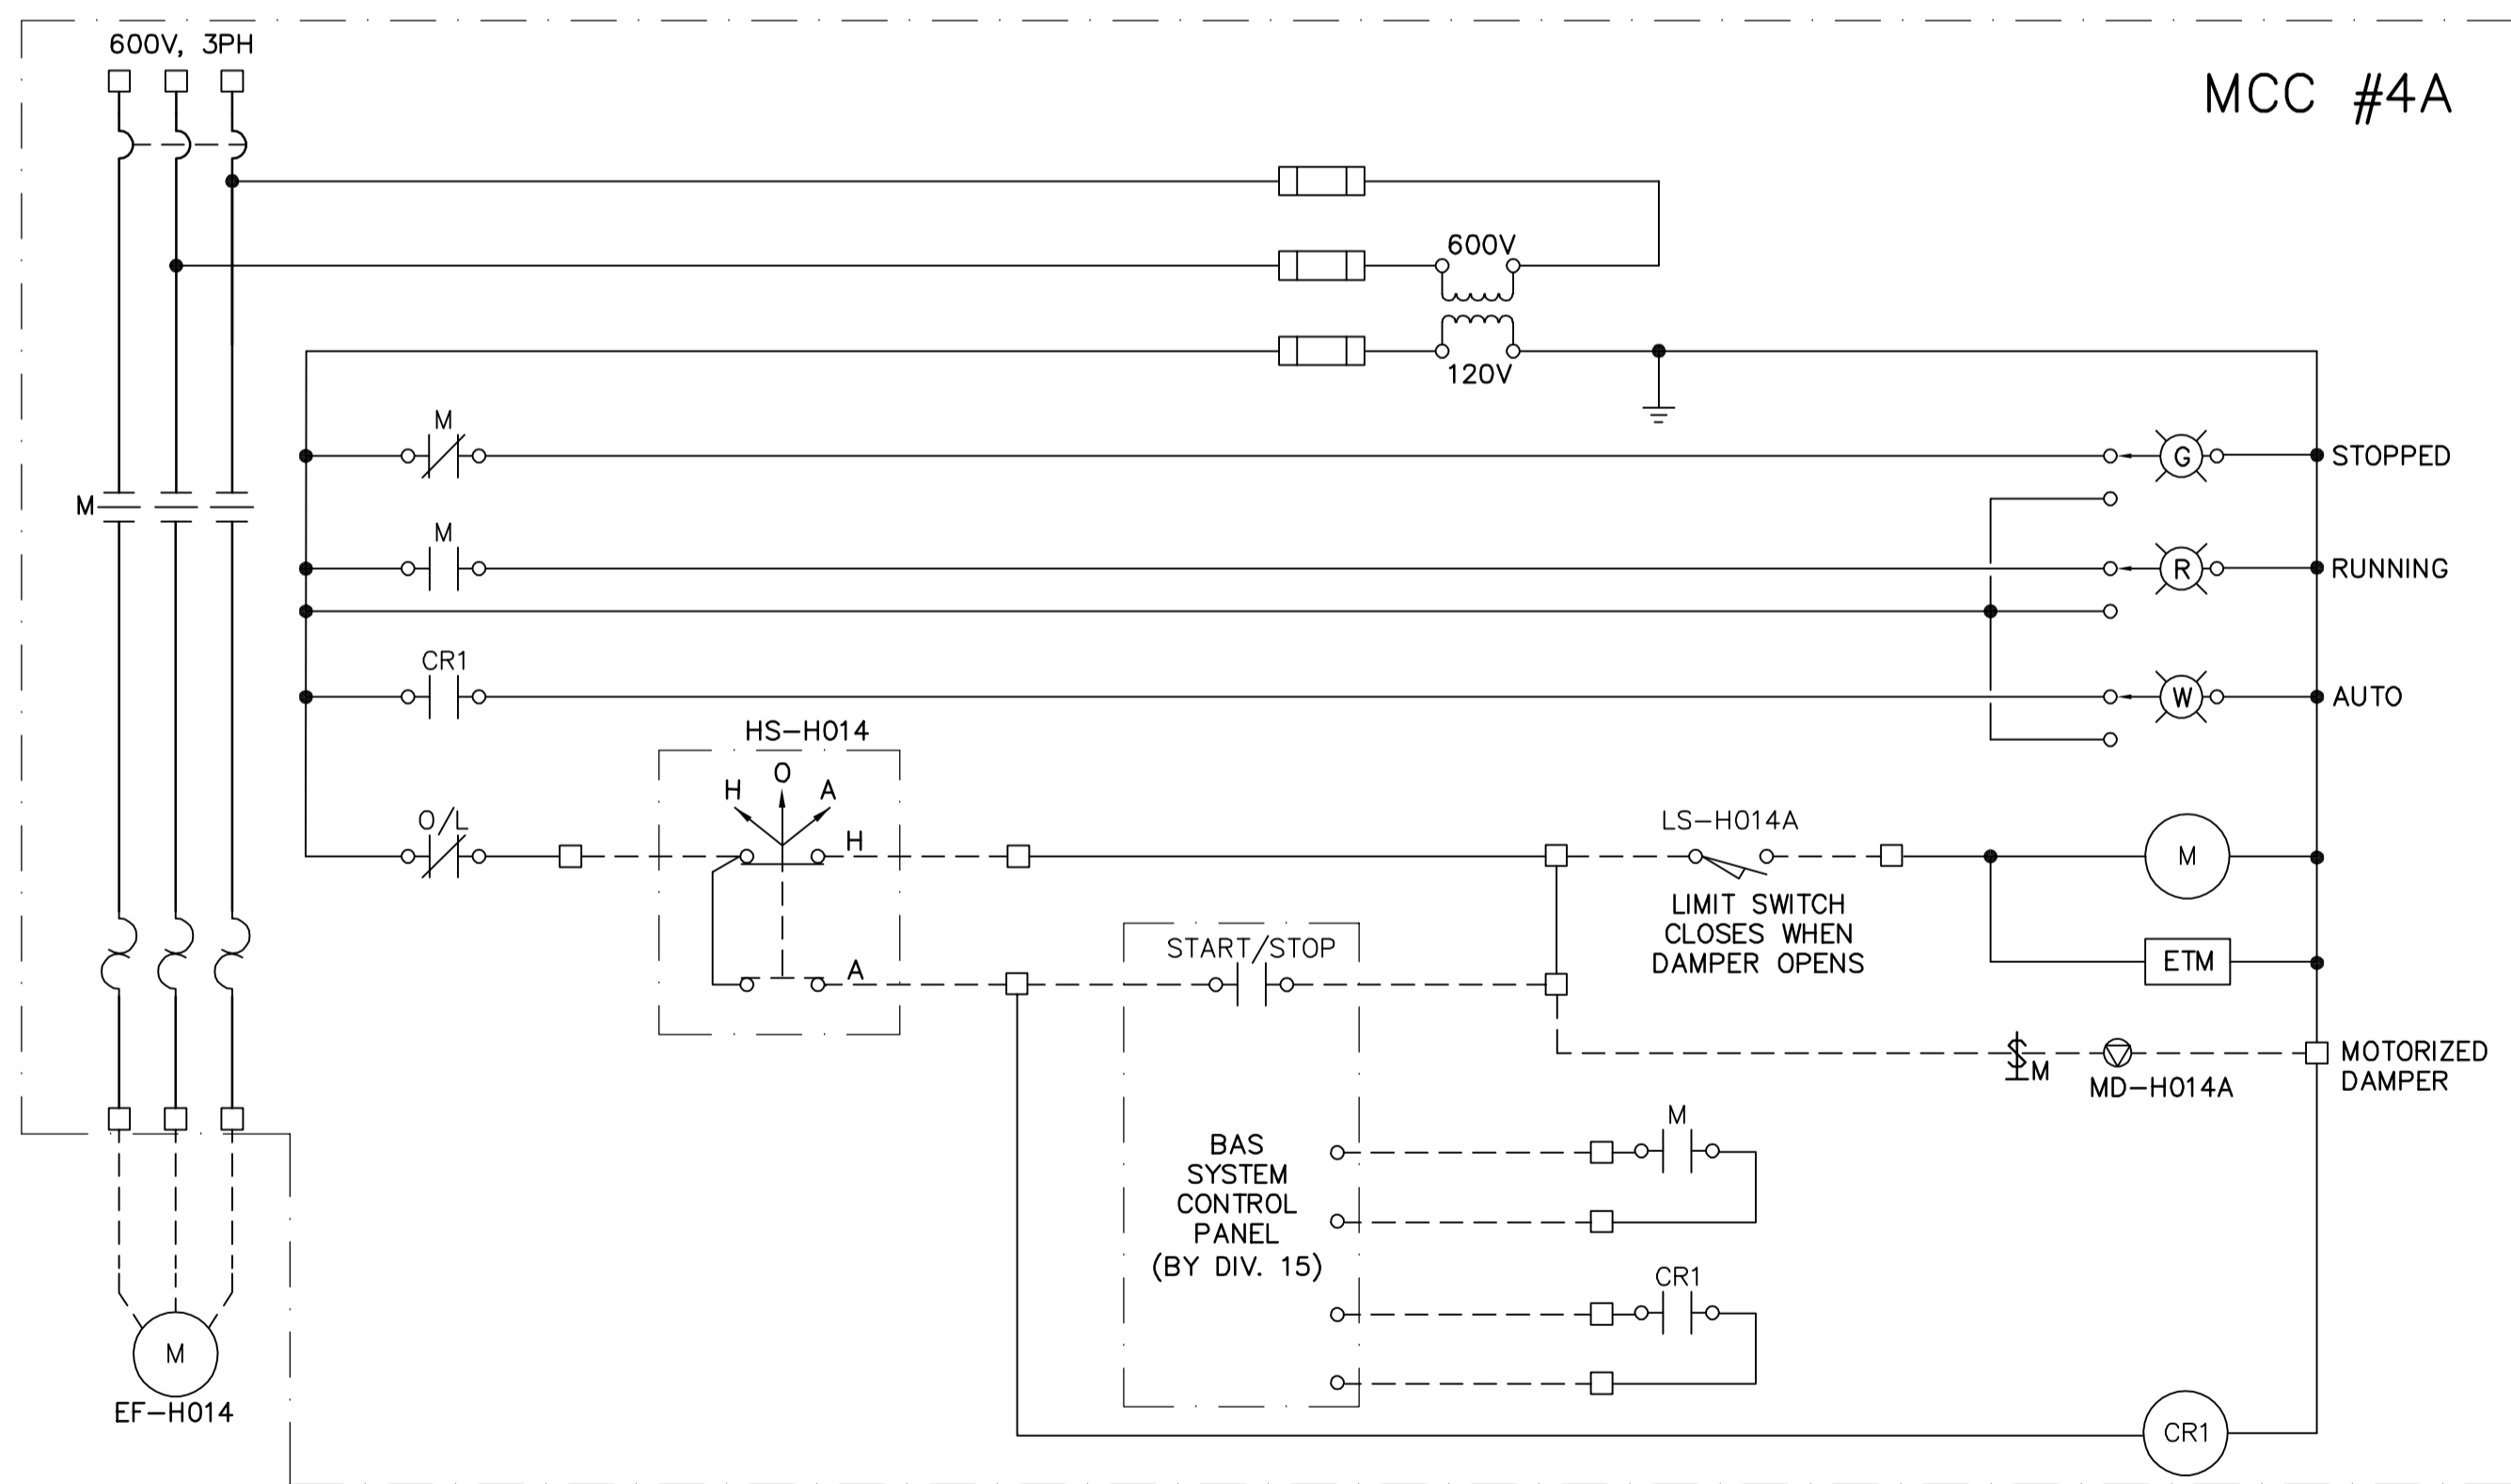 600V, 3PH
MCC #4A
600V
120V
M
STOPPED
G
M
M
RUNNING
R
CR1
AUTO
W
HS-H014
H
O
A
O/L
H
LS-H014A
M
LIMIT SWITCH
CLOSES WHEN
DAMPER OPENS
START/STOP
A
ETM
M
MD-H014A
MOTORIZED
DAMPER
BAS
SYSTEM
CONTROL
PANEL
(BY DIV. 15)
M
CR1
M
EF-H014
CR1